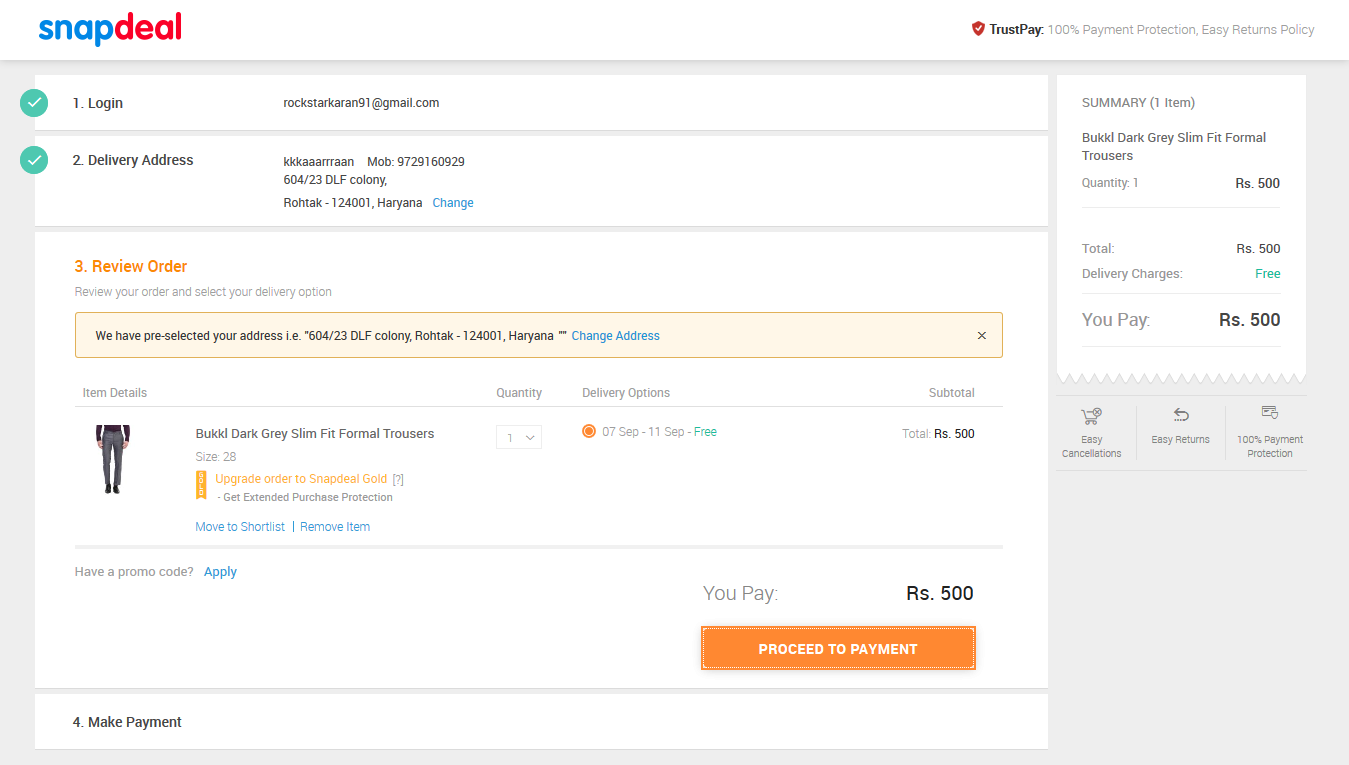 snapdeal
TrustPay: 100% Payment Protection, Easy Returns Policy
1. Login
rockstarkaran91@gmail.com
2. Delivery Address
kkkaaarrraan Mob: 9729160929
604/23 DLF colony,
Rohtak - 124001, Haryana Change
3. Review Order
Review your order and select your delivery option
We have pre-selected your address i.e. "604/23 DLF colony, Rohtak - 124001, Haryana "" Change Address ×
Item Details Quantity Delivery Options Subtotal
Bukkl Dark Grey Slim Fit Formal Trousers 1 07 Sep - 11 Sep - Free Total: Rs. 500
Size: 28
GOLD
Upgrade order to Snapdeal Gold [?]
- Get Extended Purchase Protection
Move to Shortlist | Remove Item
Have a promo code? Apply
You Pay: Rs. 500
PROCEED TO PAYMENT
4. Make Payment
SUMMARY (1 Item)
Bukkl Dark Grey Slim Fit Formal
Trousers
Quantity: 1 Rs. 500
Total: Rs. 500
Delivery Charges: Free
You Pay: Rs. 500
Easy
Cancellations
Easy Returns
100% Payment
Protection